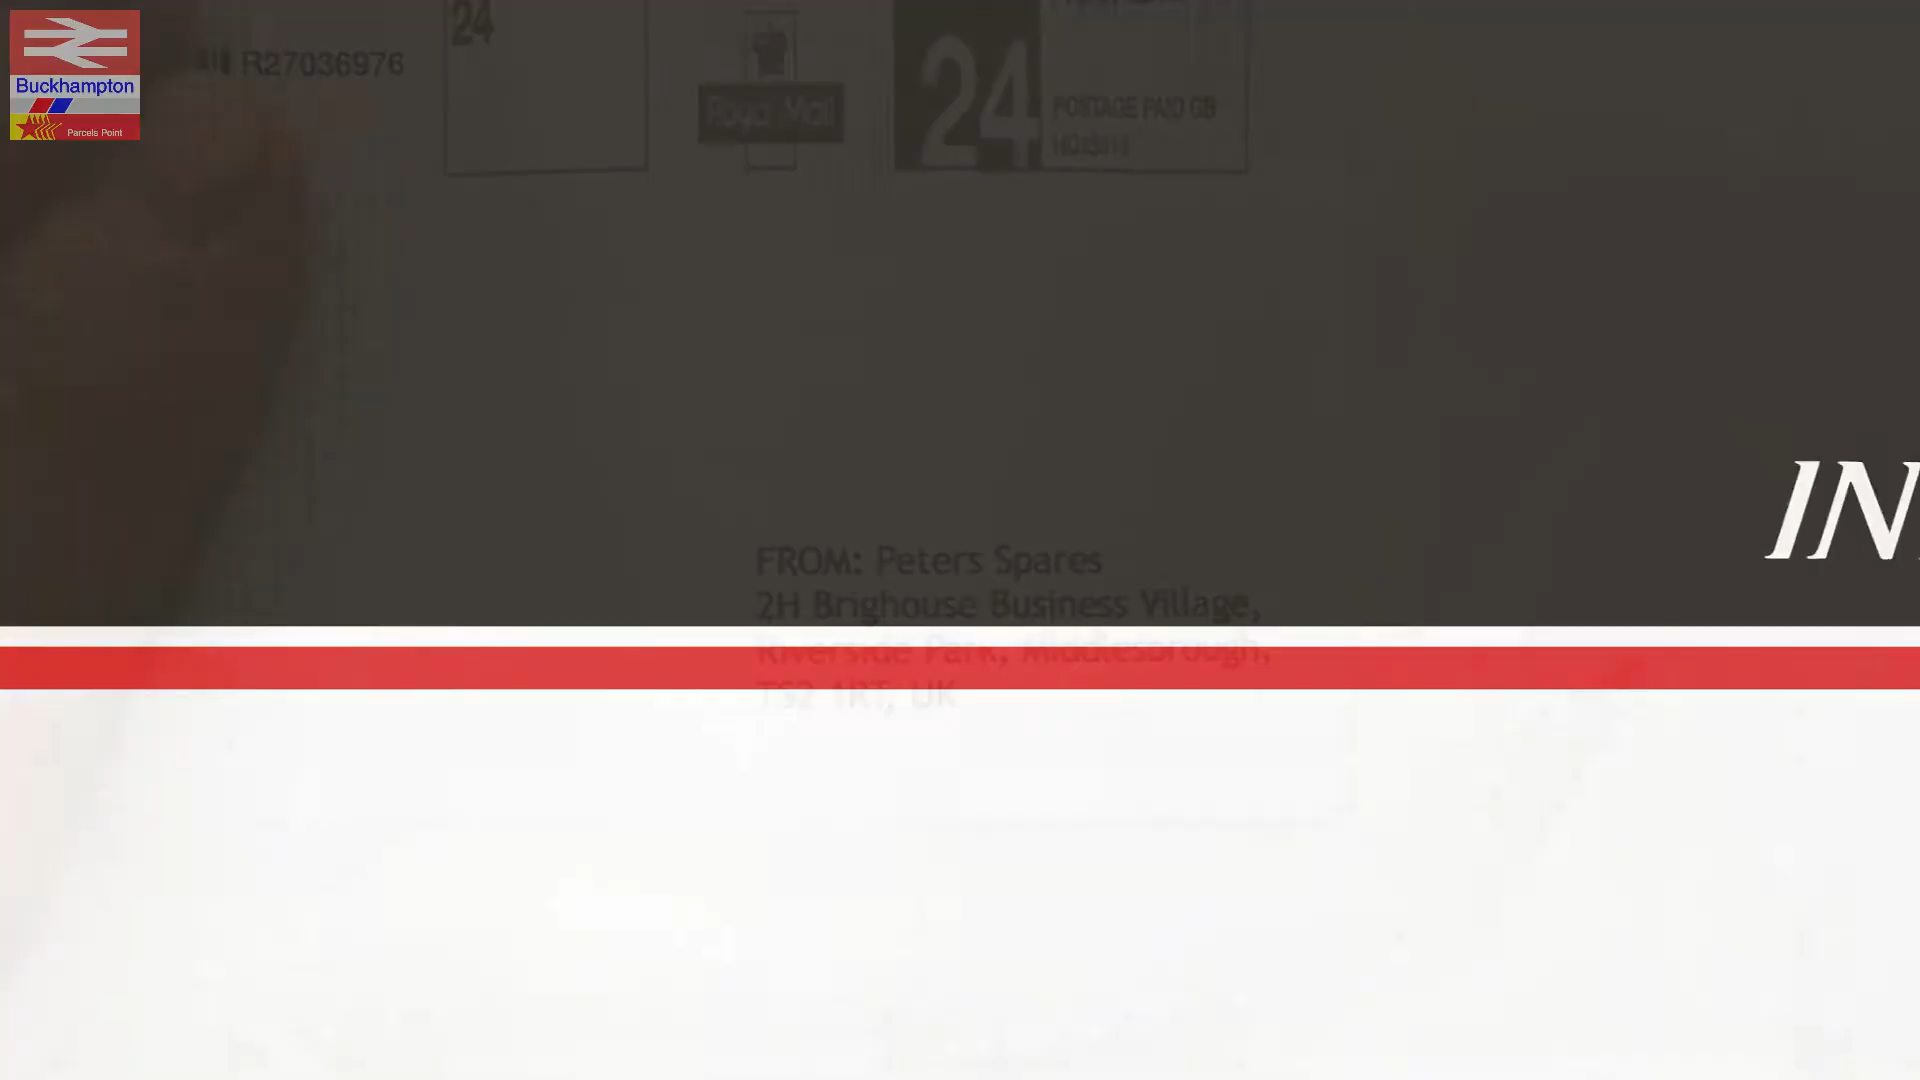 24
R27036976
Buckhampton
Parcels Point
Royal Mail
24
POSTAGE PAID GB
IN
FROM: Peters Spares
2H Brighouse Business Village,
Riverside Park, Middlesbrough,
TS2 1RT, UK